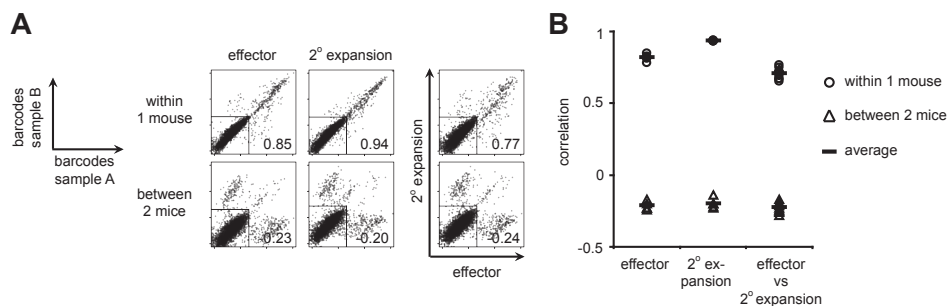 A
effector
2° expansion
within
1 mouse
between
2 mice
barcodes
sample B
barcodes
sample A
0.85
0.94
0.77
-0.23
-0.20
-0.24
2° expansion
effector
B
correlation
1
0.5
0
-0.5
effector
2° ex-
pansion
effector
vs
2° expansion
within 1 mouse
between 2 mice
average